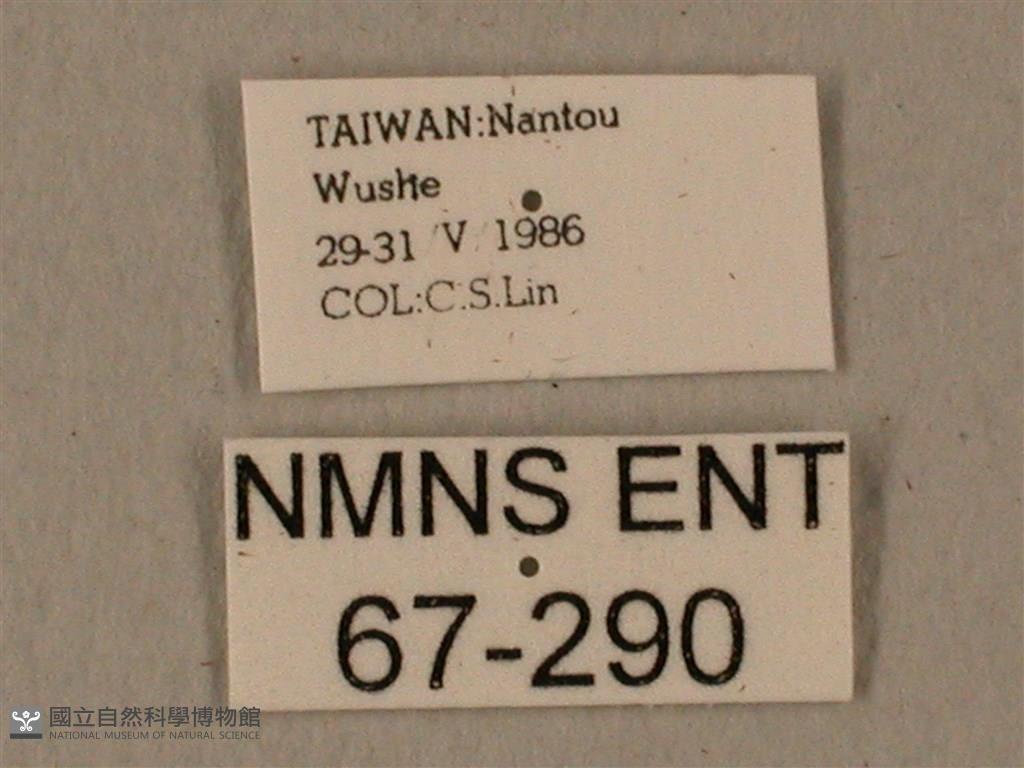 TAIWAN:Nantou
Wushe
29-31 V 1986
COL:C.S.Lin
NMNS ENT
67-290
國立自然科學博物館
NATIONAL MUSEUM OF NATURAL SCIENCE